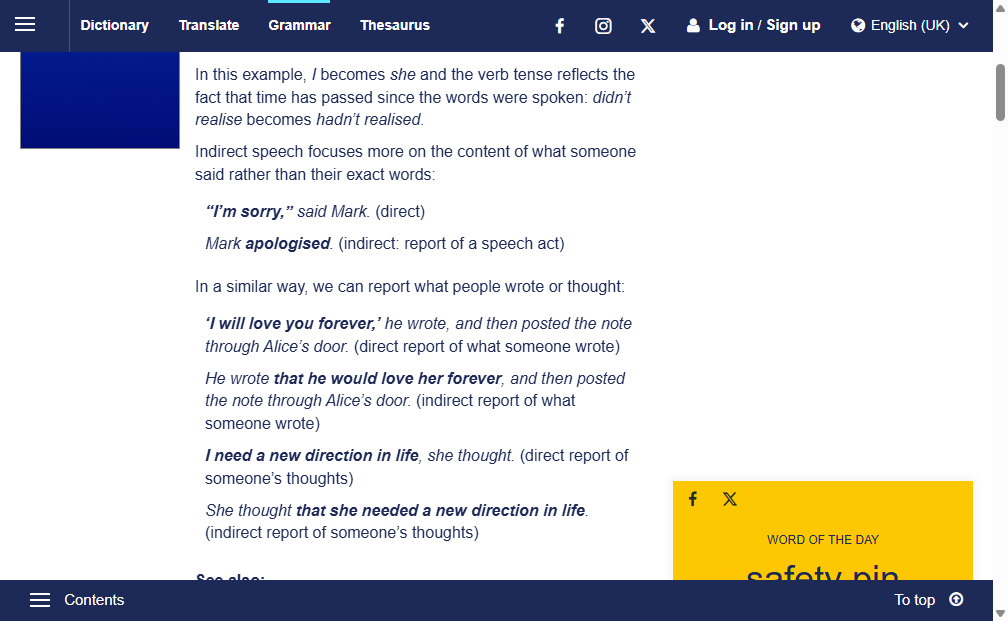 Dictionary Translate Grammar Thesaurus Log in / Sign up English (UK)
In this example, I becomes she and the verb tense reflects the
fact that time has passed since the words were spoken: didn’t
realise becomes hadn’t realised.
Indirect speech focuses more on the content of what someone
said rather than their exact words:
“I’m sorry,” said Mark. (direct)
Mark apologised. (indirect: report of a speech act)
In a similar way, we can report what people wrote or thought:
‘I will love you forever,’ he wrote, and then posted the note
through Alice’s door. (direct report of what someone wrote)
He wrote that he would love her forever, and then posted
the note through Alice’s door. (indirect report of what
someone wrote)
I need a new direction in life, she thought. (direct report of
someone’s thoughts)
She thought that she needed a new direction in life.
(indirect report of someone’s thoughts)
See also:
WORD OF THE DAY
safety pin
Contents To top